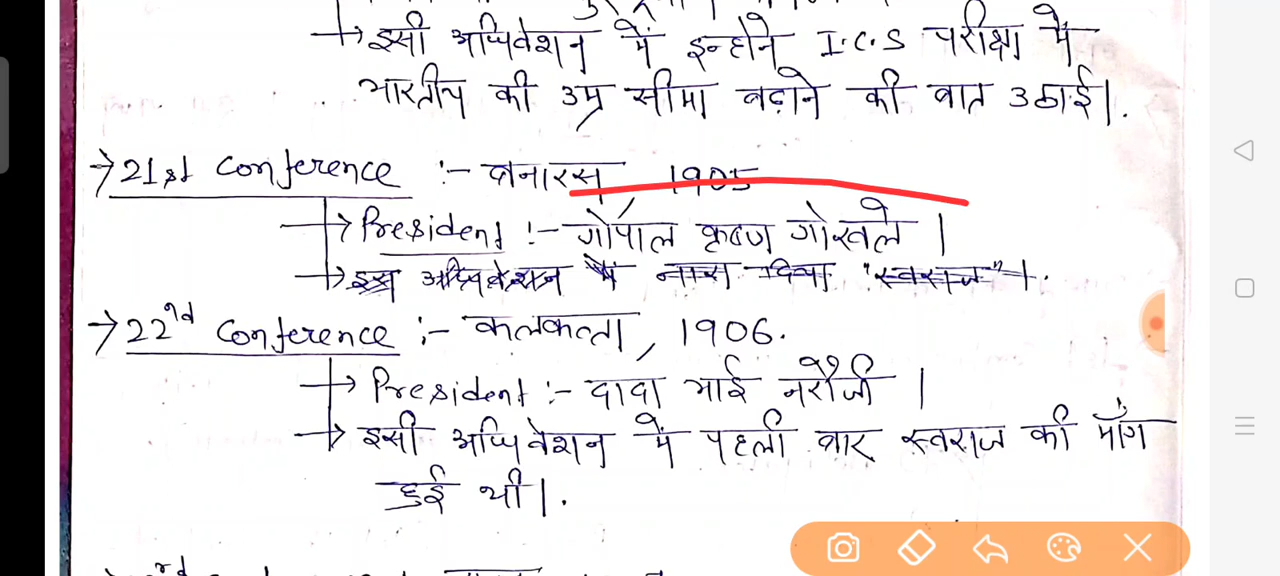 → इसी अधिवेशन में इन्होने I.C.S परीक्षा में
भारतीय की उम्र सीमा बढ़ाने की बात उठाई।.
→ 21st Conference :- बनारस, 1905
→ President :- गोपाल कृष्ण गोखले।
→ इस अधिवेशन में नारा दिया "स्वराज"।.
→ 22nd Conference :- कलकत्ता, 1906.
→ President :- दादा भाई नरौजी।
→ इसी अधिवेशन में पहली बार स्वराज की माँग
हुई थी।.